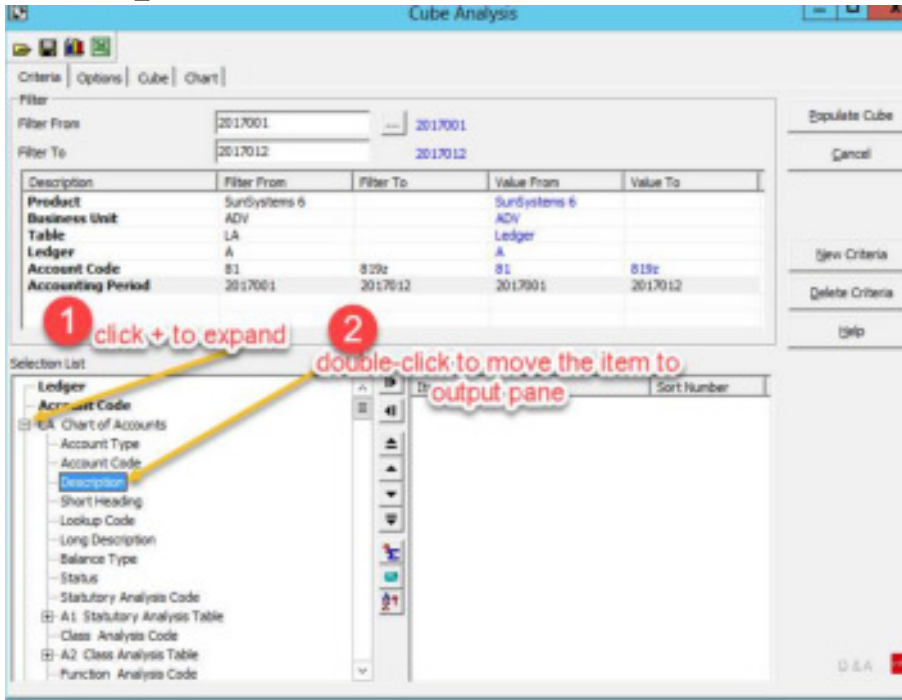 Cube Analysis
Criteria Options Cube Chart
Filter
Filter From 2017001 ... 2017001
Filter To 2017012 2017012
Populate Cube
Cancel
Description Filter From Filter To Value From Value To
Product SunSystems 6 SunSystems 6
Business Unit ADV ADV
Table LA Ledger
Ledger A A
Account Code 81 819z 81 819z
Accounting Period 2017001 2017012 2017001 2017012
New Criteria
Delete Criteria
Help
1 click + to expand
2 double-click to move the item to
output pane
Selection List
Ledger
Account Code
Sort Number
CA Chart of Accounts
Account Type
Account Code
Description
Short Heading
Lookup Code
Long Description
Balance Type
Status
Statutory Analysis Code
A1 Statutory Analysis Table
Class Analysis Code
A2 Class Analysis Table
Function Analysis Code
Q & A